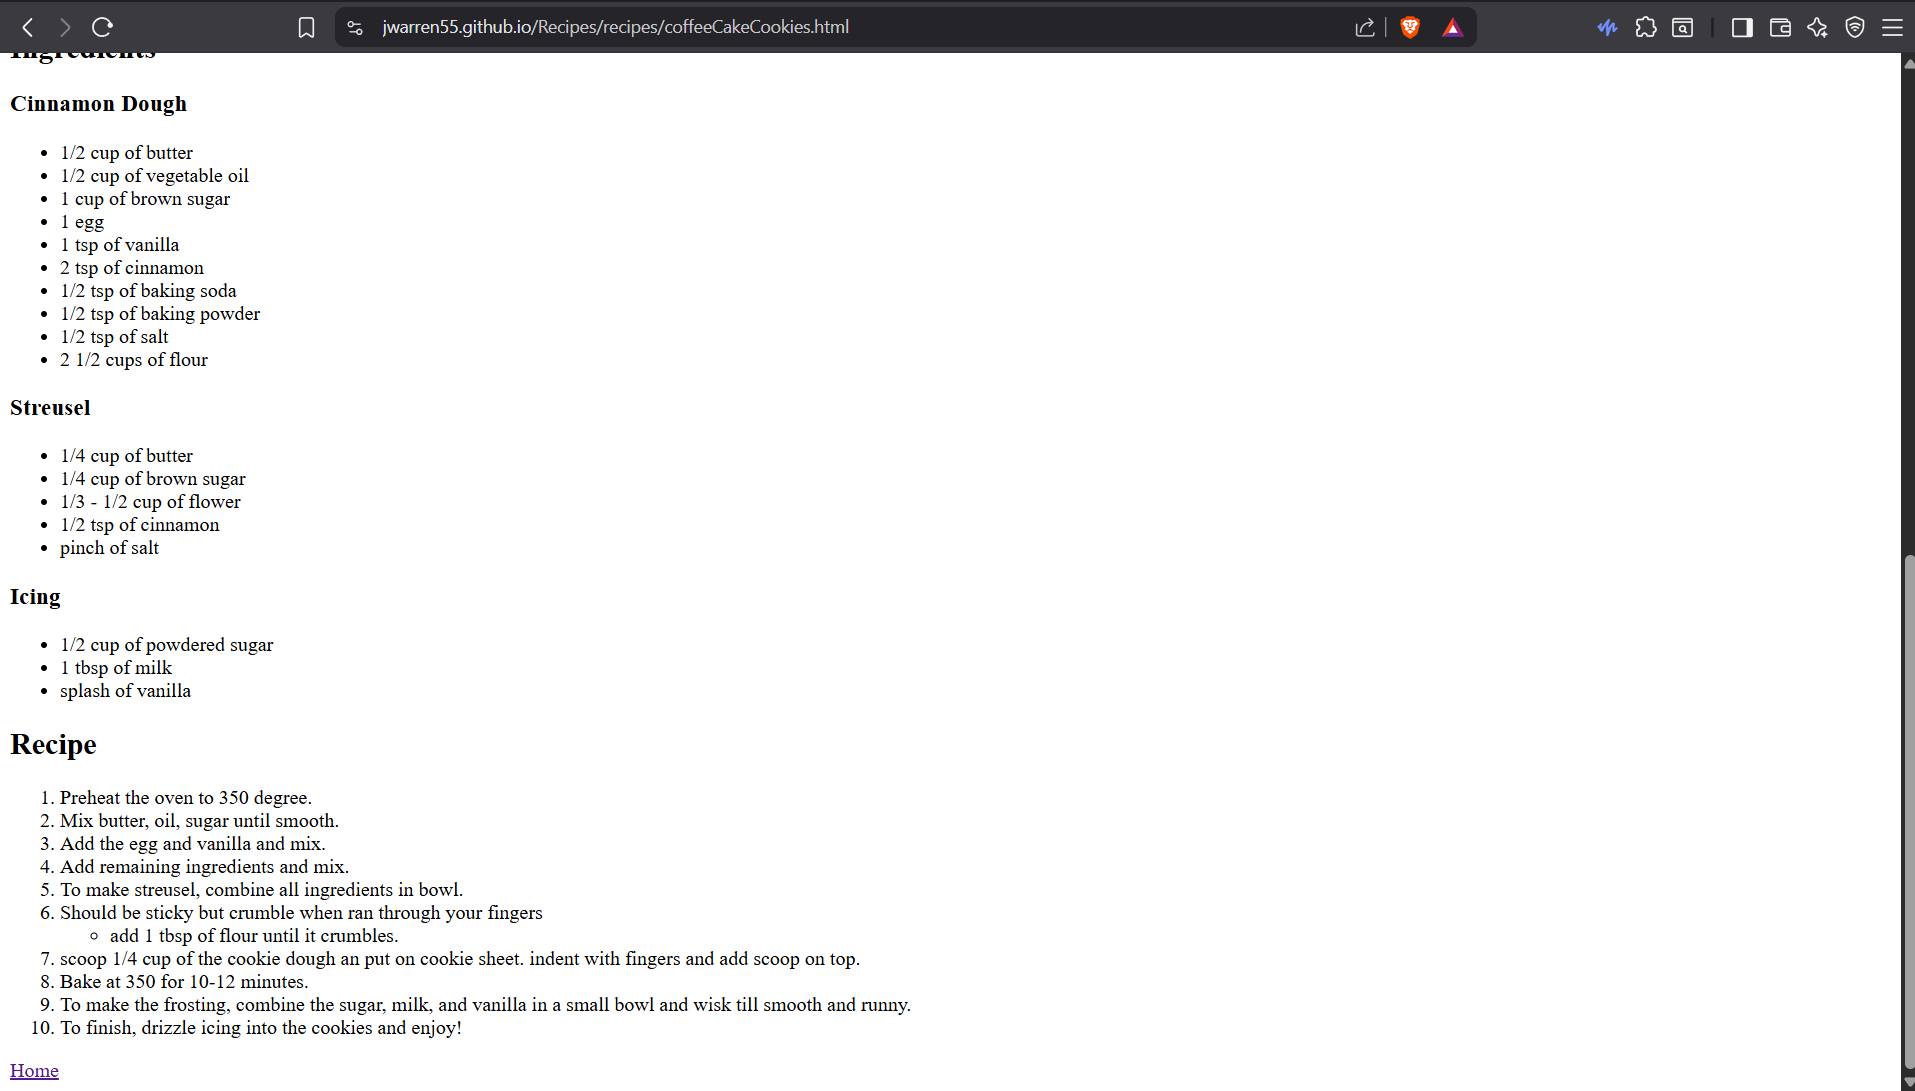 jwarren55.github.io/Recipes/recipes/coffeeCakeCookies.html
Ingredients
Cinnamon Dough
• 1/2 cup of butter
• 1/2 cup of vegetable oil
• 1 cup of brown sugar
• 1 egg
• 1 tsp of vanilla
• 2 tsp of cinnamon
• 1/2 tsp of baking soda
• 1/2 tsp of baking powder
• 1/2 tsp of salt
• 2 1/2 cups of flour
Streusel
• 1/4 cup of butter
• 1/4 cup of brown sugar
• 1/3 - 1/2 cup of flower
• 1/2 tsp of cinnamon
• pinch of salt
Icing
• 1/2 cup of powdered sugar
• 1 tbsp of milk
• splash of vanilla
Recipe
1. Preheat the oven to 350 degree.
2. Mix butter, oil, sugar until smooth.
3. Add the egg and vanilla and mix.
4. Add remaining ingredients and mix.
5. To make streusel, combine all ingredients in bowl.
6. Should be sticky but crumble when ran through your fingers
◦ add 1 tbsp of flour until it crumbles.
7. scoop 1/4 cup of the cookie dough an put on cookie sheet. indent with fingers and add scoop on top.
8. Bake at 350 for 10-12 minutes.
9. To make the frosting, combine the sugar, milk, and vanilla in a small bowl and wisk till smooth and runny.
10. To finish, drizzle icing into the cookies and enjoy!
Home